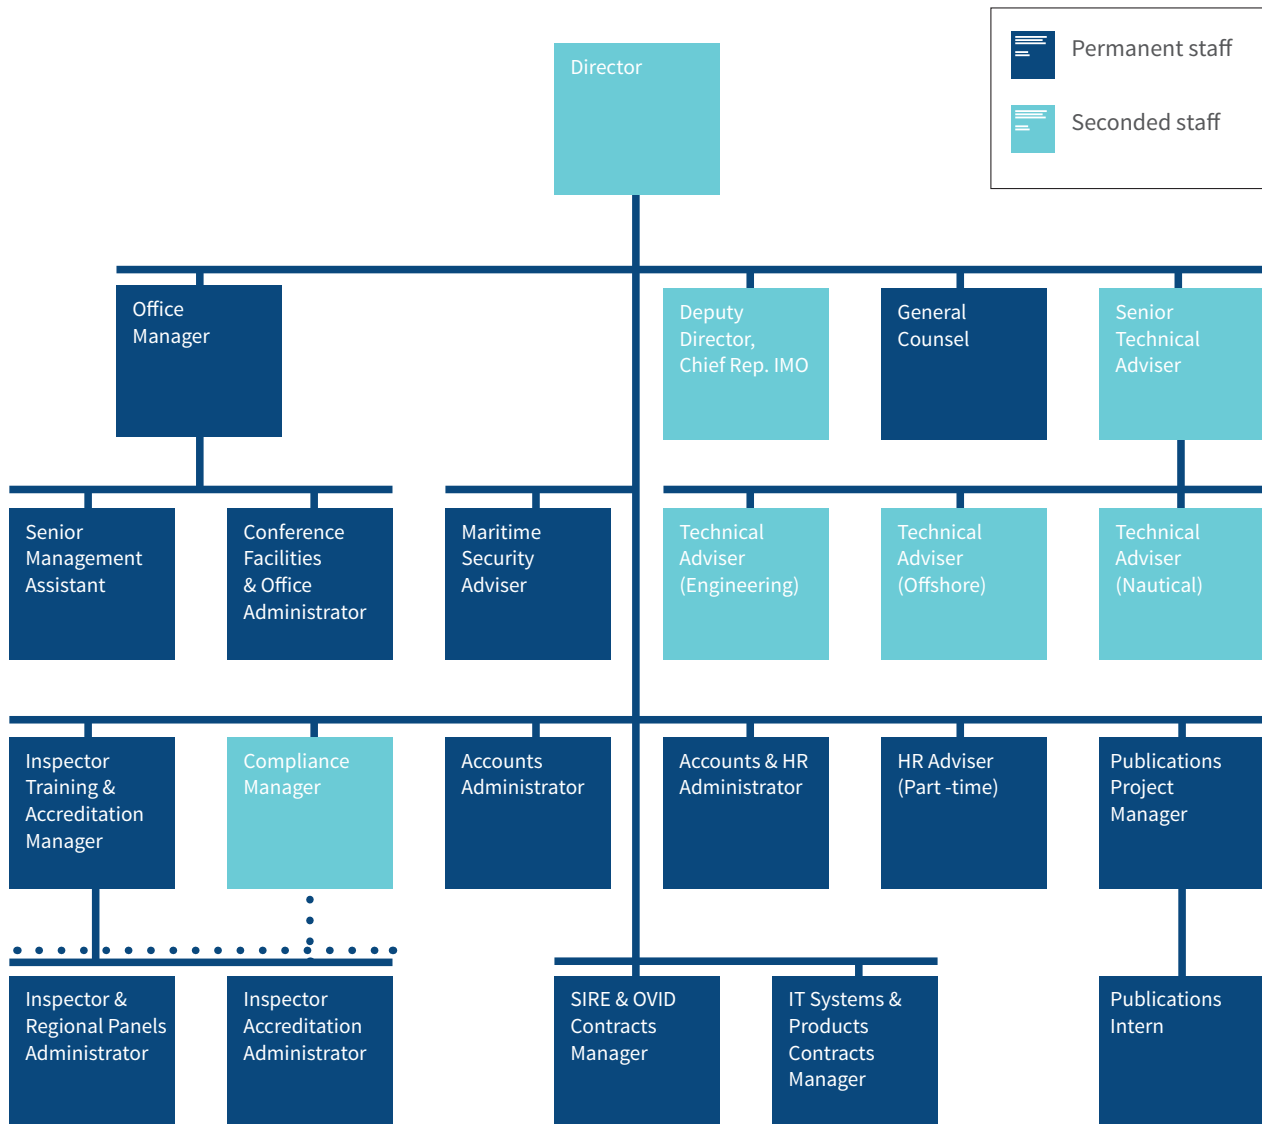 Permanent staff
Seconded staff
Director
Office
Manager
Deputy
Director,
Chief Rep. IMO
General
Counsel
Senior
Technical
Adviser
Senior
Management
Assistant
Conference
Facilities
& Office
Administrator
Maritime
Security
Adviser
Technical
Adviser
(Engineering)
Technical
Adviser
(Offshore)
Technical
Adviser
(Nautical)
Inspector
Training &
Accreditation
Manager
Compliance
Manager
Accounts
Administrator
Accounts & HR
Administrator
HR Adviser
(Part -time)
Publications
Project
Manager
Inspector &
Regional Panels
Administrator
Inspector
Accreditation
Administrator
SIRE & OVID
Contracts
Manager
IT Systems &
Products
Contracts
Manager
Publications
Intern